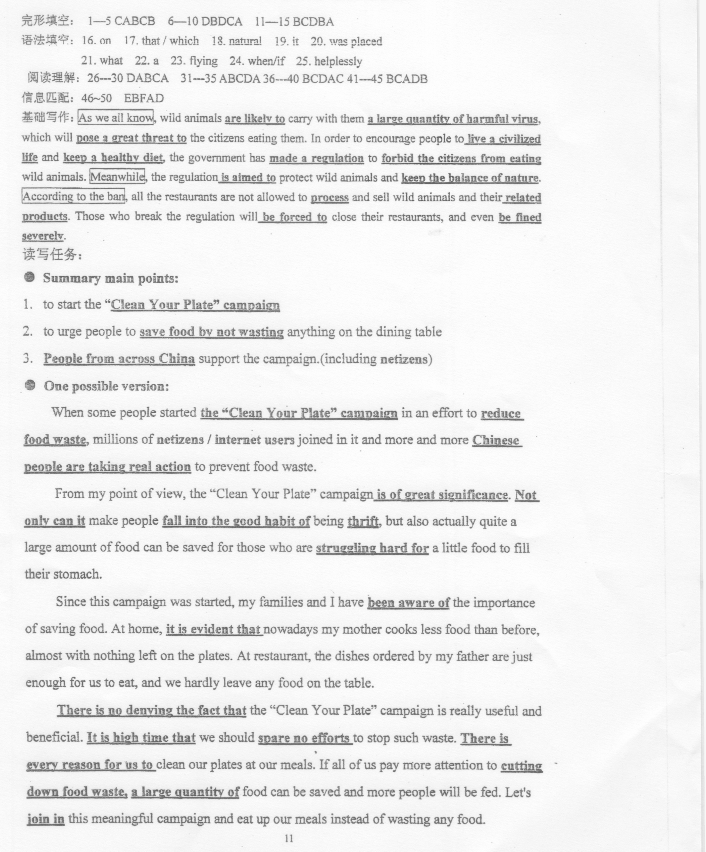 完形填空： 1—5 CABCB 6—10 DBDCA 11—15 BCDBA
语法填空：16. on 17. that / which 18. natural 19. it 20. was placed
21. what 22. a 23. flying 24. when/if 25. helplessly
阅读理解：26---30 DABCA 31---35 ABCDA 36---40 BCDAC 41--45 BCADB
信息匹配：46~50 EBFAD
基础写作：As we all know, wild animals are likely to carry with them a large quantity of harmful virus,
which will pose a great threat to the citizens eating them. In order to encourage people to live a civilized
life and keep a healthy diet, the government has made a regulation to forbid the citizens from eating
wild animals. Meanwhile, the regulation is aimed to protect wild animals and keep the balance of nature.
According to the ban, all the restaurants are not allowed to process and sell wild animals and their related
products. Those who break the regulation will be forced to close their restaurants, and even be fined
severely.
读写任务：
● Summary main points:
1. to start the “Clean Your Plate” campaign
2. to urge people to save food by not wasting anything on the dining table
3. People from across China support the campaign.(including netizens)
● One possible version:
When some people started the “Clean Your Plate” campaign in an effort to reduce
food waste, millions of netizens / internet users joined in it and more and more Chinese
people are taking real action to prevent food waste.
From my point of view, the “Clean Your Plate” campaign is of great significance. Not
only can it make people fall into the good habit of being thrift, but also actually quite a
large amount of food can be saved for those who are struggling hard for a little food to fill
their stomach.
Since this campaign was started, my families and I have been aware of the importance
of saving food. At home, it is evident that nowadays my mother cooks less food than before,
almost with nothing left on the plates. At restaurant, the dishes ordered by my father are just
enough for us to eat, and we hardly leave any food on the table.
There is no denying the fact that the “Clean Your Plate” campaign is really useful and
beneficial. It is high time that we should spare no efforts to stop such waste. There is
every reason for us to clean our plates at our meals. If all of us pay more attention to cutting
down food waste, a large quantity of food can be saved and more people will be fed. Let's
join in this meaningful campaign and eat up our meals instead of wasting any food.
11